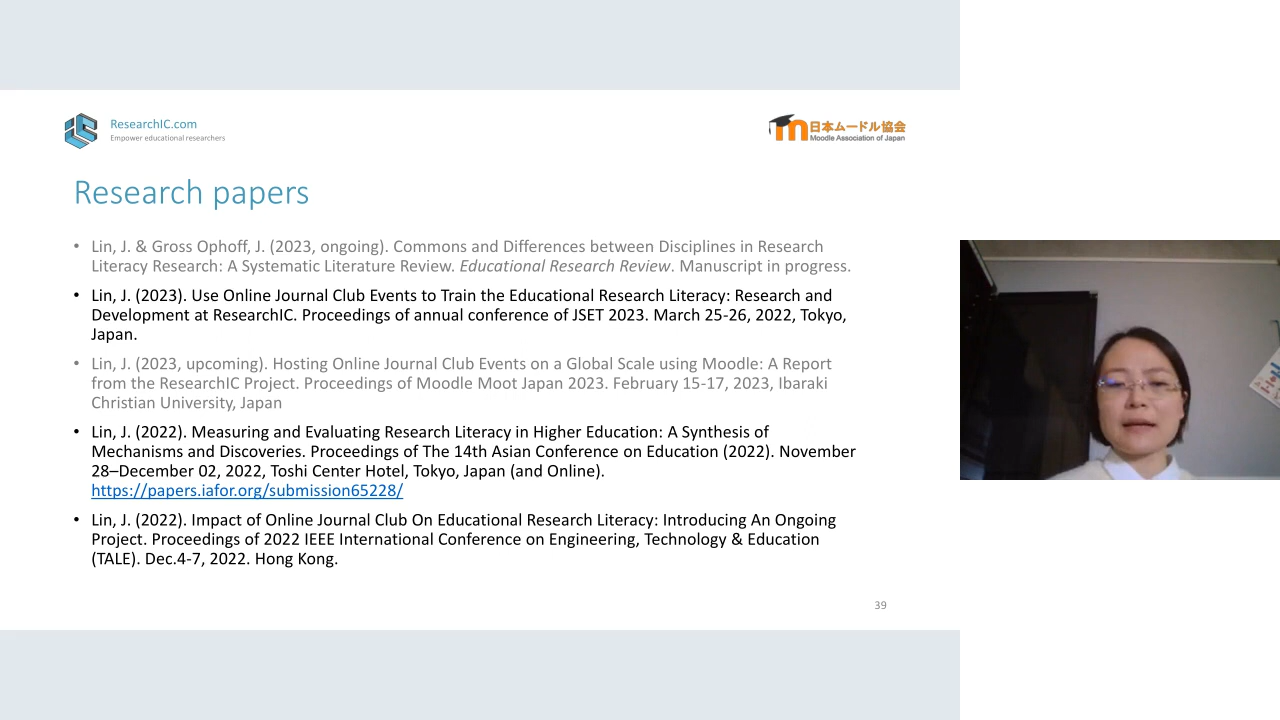 ResearchIC.com
Empower educational researchers
日本ムードル協会
Moodle Association of Japan
Research papers
• Lin, J. & Gross Ophoff, J. (2023, ongoing). Commons and Differences between Disciplines in Research
Literacy Research: A Systematic Literature Review. Educational Research Review. Manuscript in progress.
• Lin, J. (2023). Use Online Journal Club Events to Train the Educational Research Literacy: Research and
Development at ResearchIC. Proceedings of annual conference of JSET 2023. March 25-26, 2022, Tokyo,
Japan.
• Lin, J. (2023, upcoming). Hosting Online Journal Club Events on a Global Scale using Moodle: A Report
from the ResearchIC Project. Proceedings of Moodle Moot Japan 2023. February 15-17, 2023, Ibaraki
Christian University, Japan
• Lin, J. (2022). Measuring and Evaluating Research Literacy in Higher Education: A Synthesis of
Mechanisms and Discoveries. Proceedings of The 14th Asian Conference on Education (2022). November
28–December 02, 2022, Toshi Center Hotel, Tokyo, Japan (and Online).
https://papers.iafor.org/submission65228/
• Lin, J. (2022). Impact of Online Journal Club On Educational Research Literacy: Introducing An Ongoing
Project. Proceedings of 2022 IEEE International Conference on Engineering, Technology & Education
(TALE). Dec.4-7, 2022. Hong Kong.
39